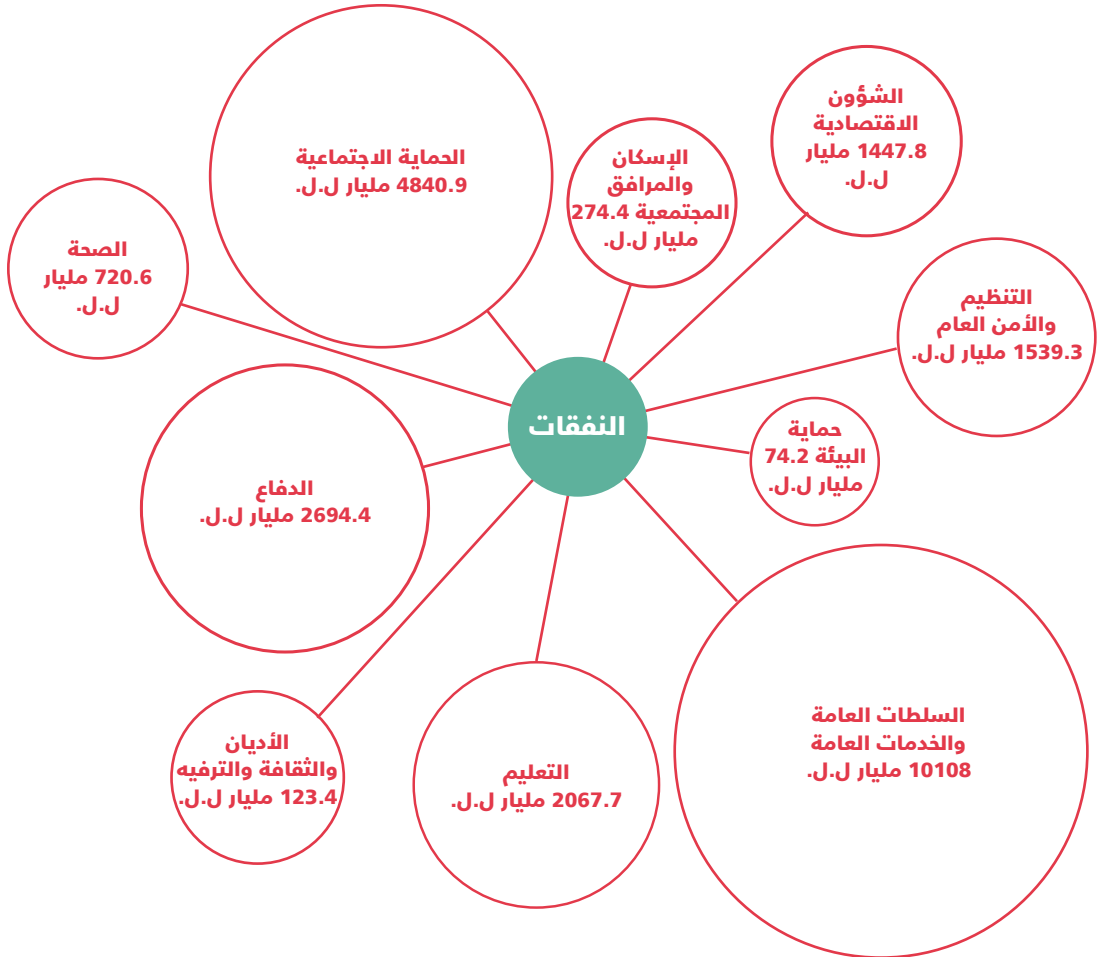 الشؤون
الاقتصادية
1447.8 مليار
ل.ل.
الإسكان
والمرافق
المجتمعية 274.4
مليار ل.ل.
الحماية الاجتماعية
4840.9 مليار ل.ل.
الصحة
720.6 مليار
ل.ل.
التنظيم
والأمن العام
1539.3 مليار ل.ل.
النفقات
حماية
البيئة 74.2
مليار ل.ل.
الدفاع
2694.4 مليار ل.ل.
السلطات العامة
والخدمات العامة
10108 مليار ل.ل.
التعليم
2067.7 مليار ل.ل.
الأديان
والثقافة والترفيه
123.4 مليار ل.ل.